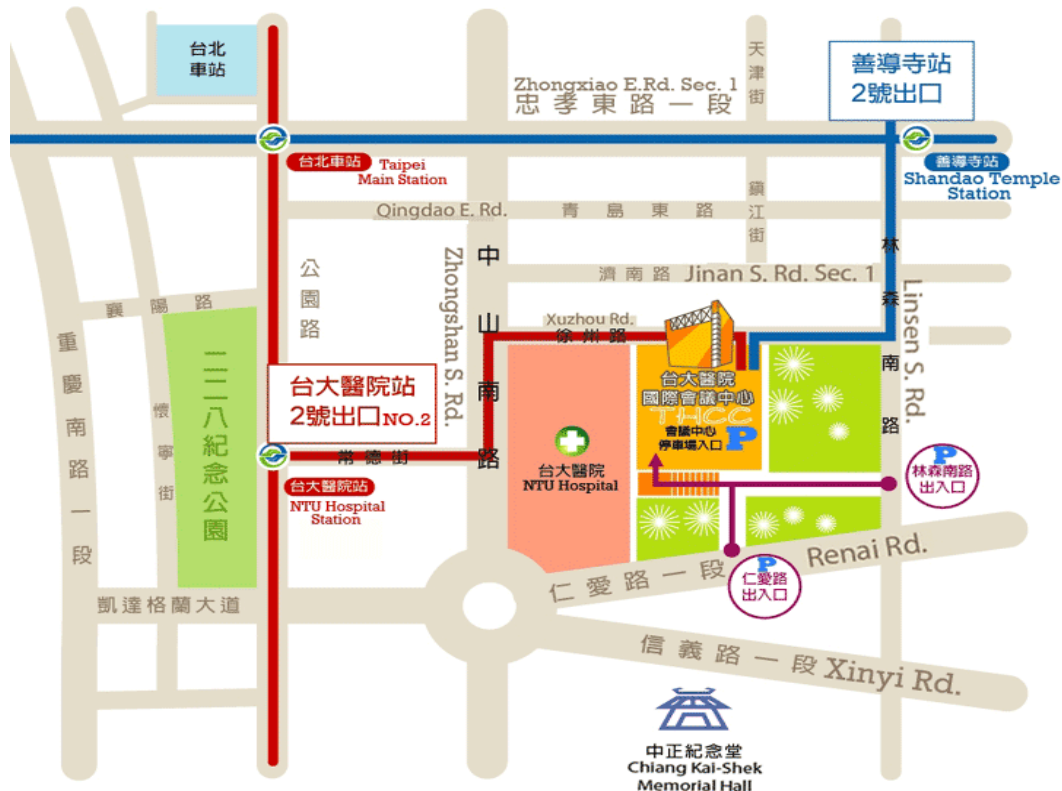 台北
車站
Zhongxiao E.Rd. Sec. 1
忠孝東路一段
天津街
善導寺站
2號出口
台北車站
Taipei
Main Station
善導寺站
Shandao Temple
Station
Qingdao E. Rd.
青島東路
鎮江街
公園路
Zhongshan S. Rd.
中山南路
濟南路 Jinan S. Rd. Sec. 1
林森南路
Linsen S. Rd.
襄陽路
Xuzhou Rd.
徐州路
重慶南路一段
懷寧街
二二八紀念公園
台大醫院站
2號出口NO.2
台大醫院
國際會議中心
THCC
會議中心
停車場入口 P
常德街
台大醫院站
NTU Hospital
Station
台大醫院
NTU Hospital
P
林森南路
出入口
P
仁愛路
出入口
仁愛路一段 Renai Rd.
凱達格蘭大道
信義路一段 Xinyi Rd.
中正紀念堂
Chiang Kai-Shek
Memorial Hall